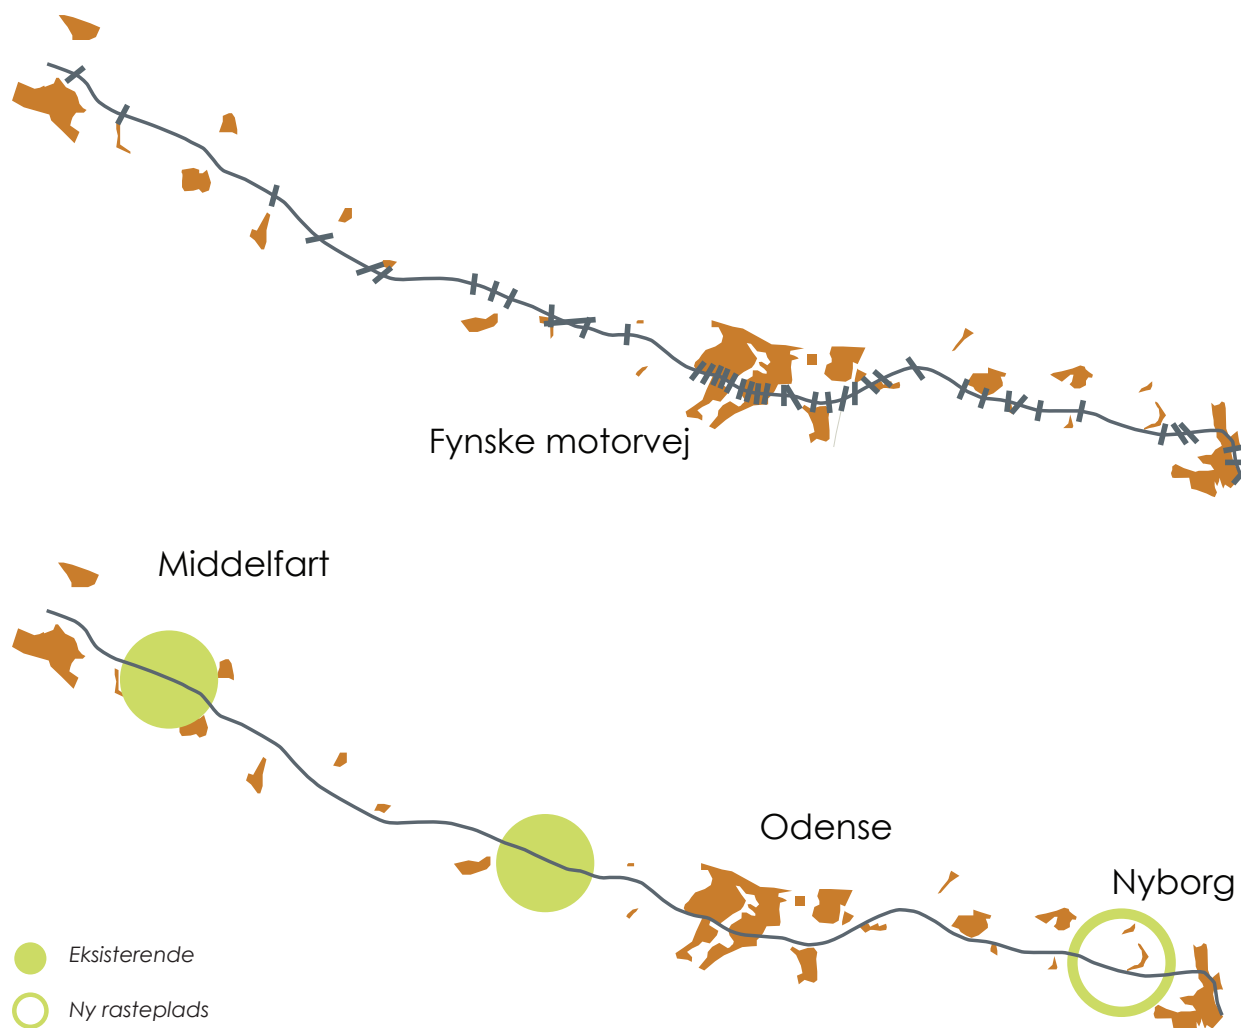 Fynske motorvej
Middelfart
Odense
Nyborg
Eksisterende
Ny rasteplads